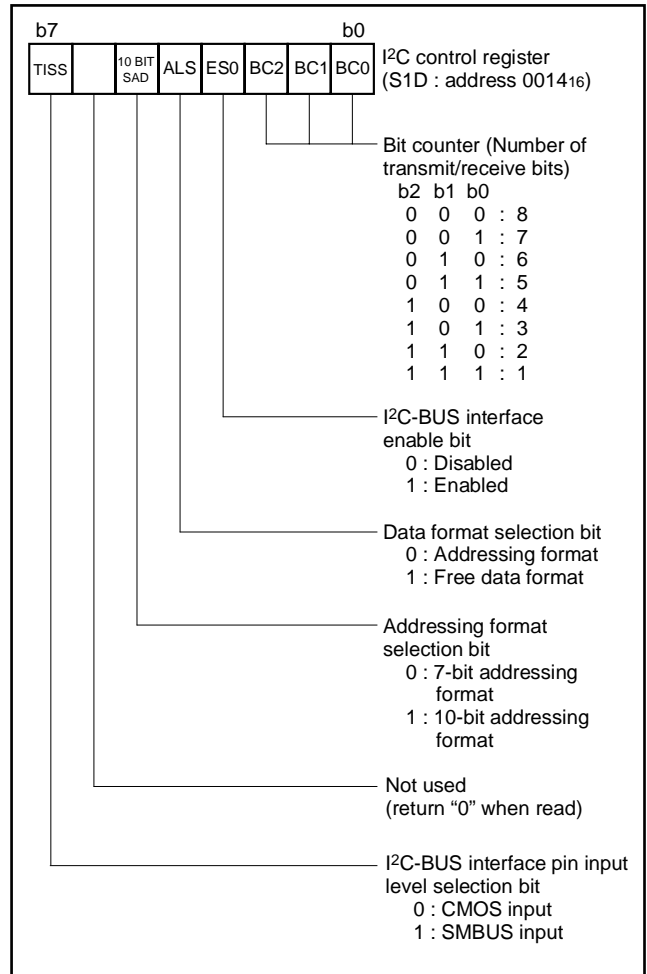 b7 b0
TISS 10 BIT SAD ALS ES0 BC2 BC1 BC0
I2C control register
(S1D : address 001416)
Bit counter (Number of
transmit/receive bits)
b2 b1 b0
0 0 0 : 8
0 0 1 : 7
0 1 0 : 6
0 1 1 : 5
1 0 0 : 4
1 0 1 : 3
1 1 0 : 2
1 1 1 : 1
I2C-BUS interface
enable bit
0 : Disabled
1 : Enabled
Data format selection bit
0 : Addressing format
1 : Free data format
Addressing format
selection bit
0 : 7-bit addressing
format
1 : 10-bit addressing
format
Not used
(return “0” when read)
I2C-BUS interface pin input
level selection bit
0 : CMOS input
1 : SMBUS input